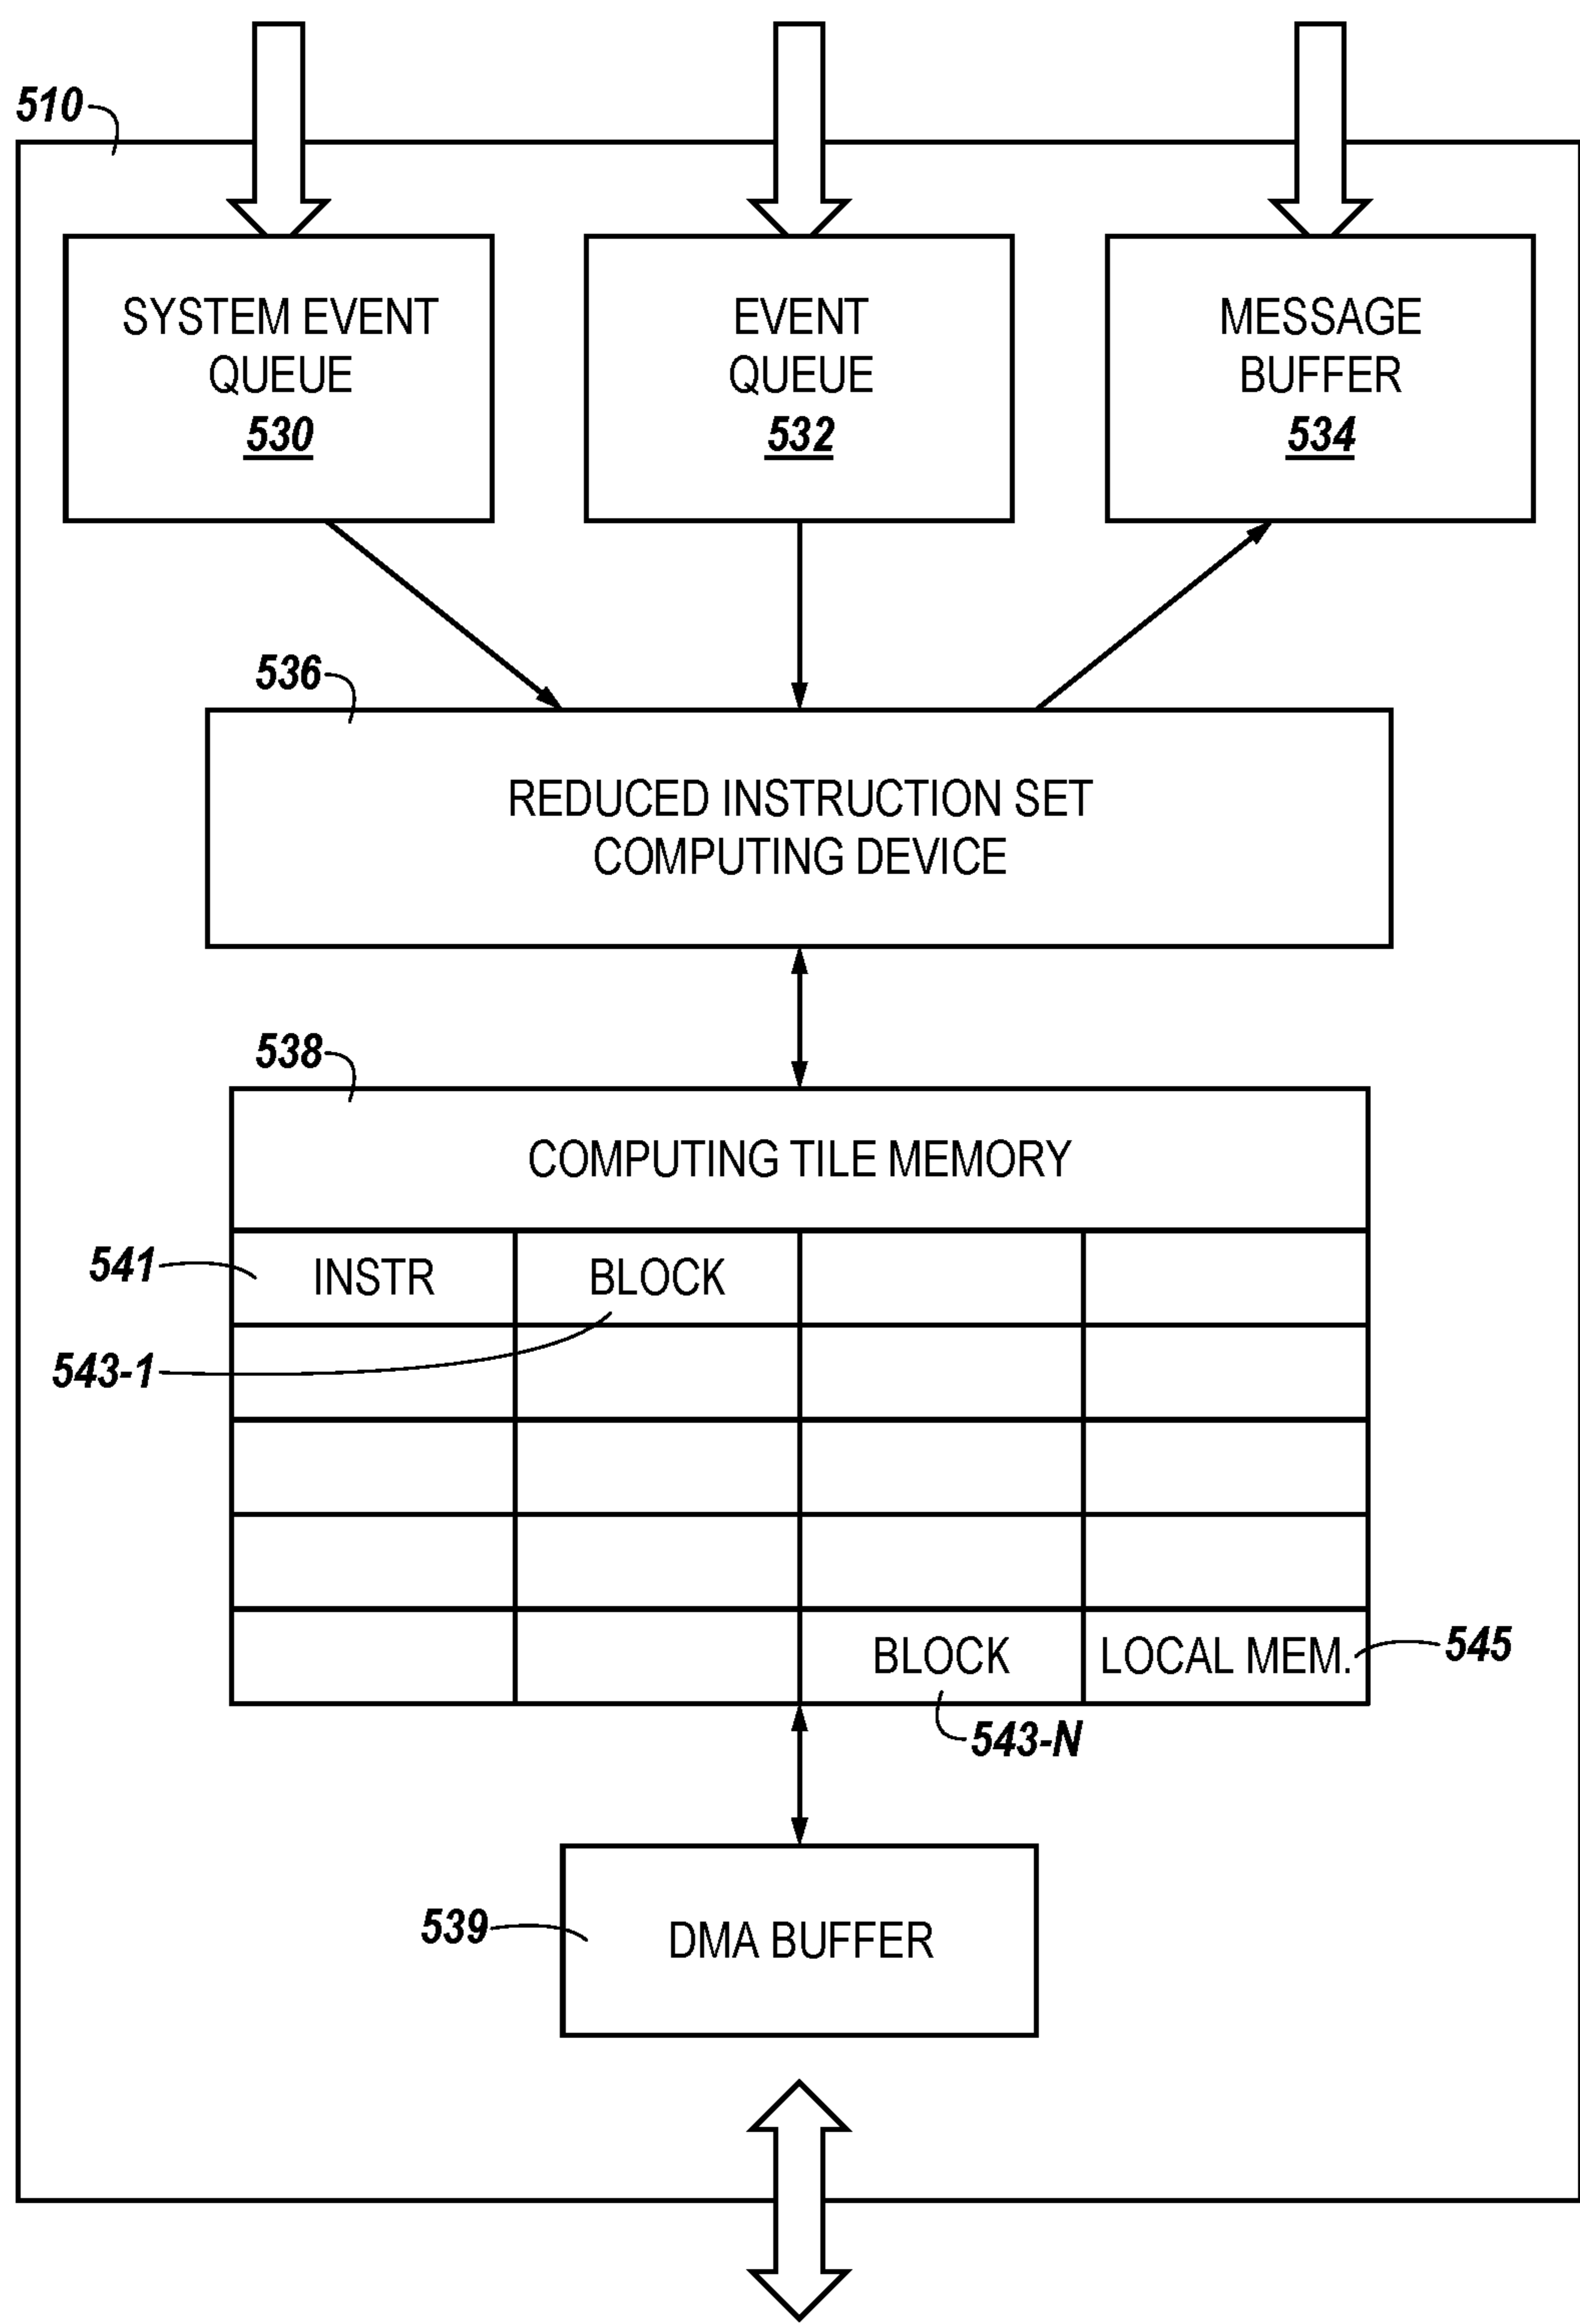 510
SYSTEM EVENT
QUEUE
530
EVENT
QUEUE
532
MESSAGE
BUFFER
534
536
REDUCED INSTRUCTION SET
COMPUTING DEVICE
538
COMPUTING TILE MEMORY
541
INSTR
BLOCK
543-1
BLOCK
LOCAL MEM.
545
543-N
539
DMA BUFFER